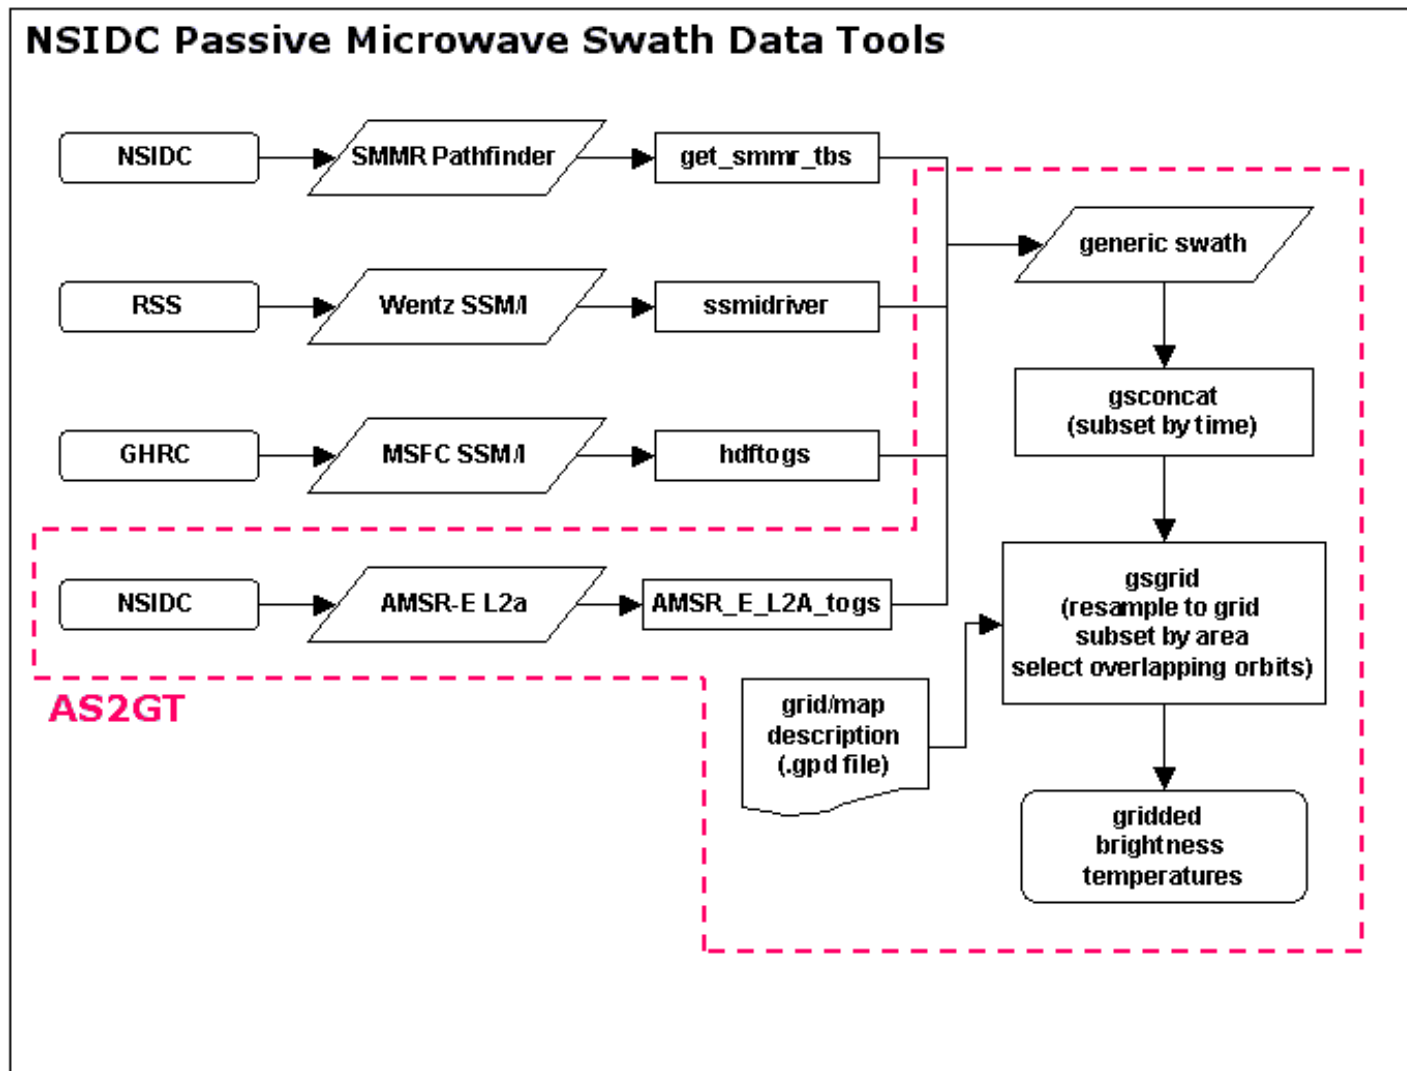 NSIDC Passive Microwave Swath Data Tools
NSIDC
SMMR Pathfinder
get_smmr_tbs
generic swath
RSS
Wentz SSM/I
ssmidriver
gsconcat
(subset by time)
GHRC
MSFC SSM/I
hdftogs
NSIDC
AMSR-E L2a
AMSR_E_L2A_togs
gsgrid
(resample to grid
subset by area
select overlapping orbits)
AS2GT
grid/map
description
(.gpd file)
gridded
brightness
temperatures